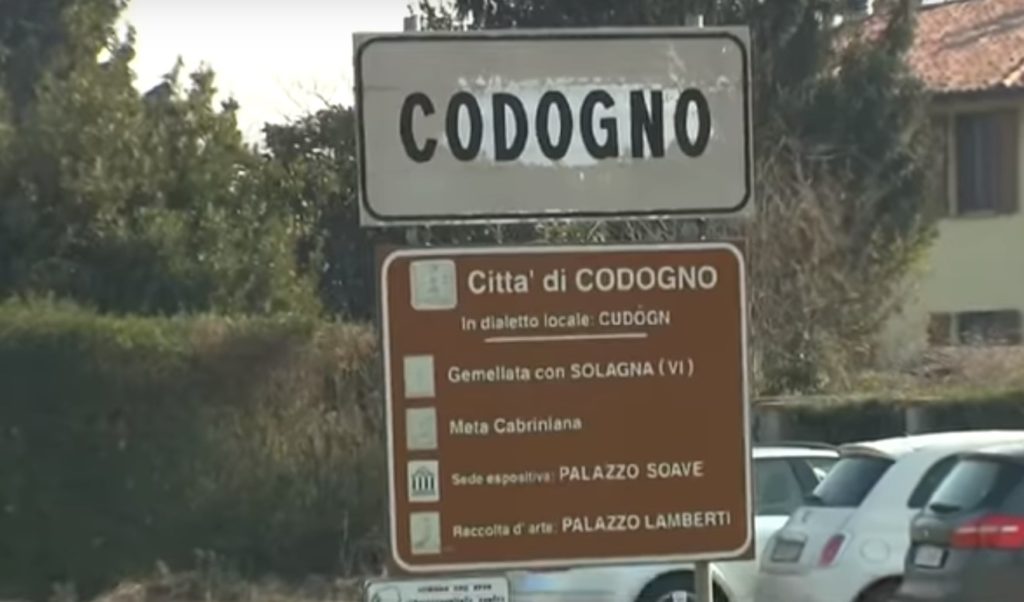 CODOGNO
Citta' di CODOGNO
In dialetto locale: CUDÔGN
Gemellata con SOLAGNA (VI)
Meta Cabriniana
Sede espositiva: PALAZZO SOAVE
Raccolta d'arte: PALAZZO LAMBERTI